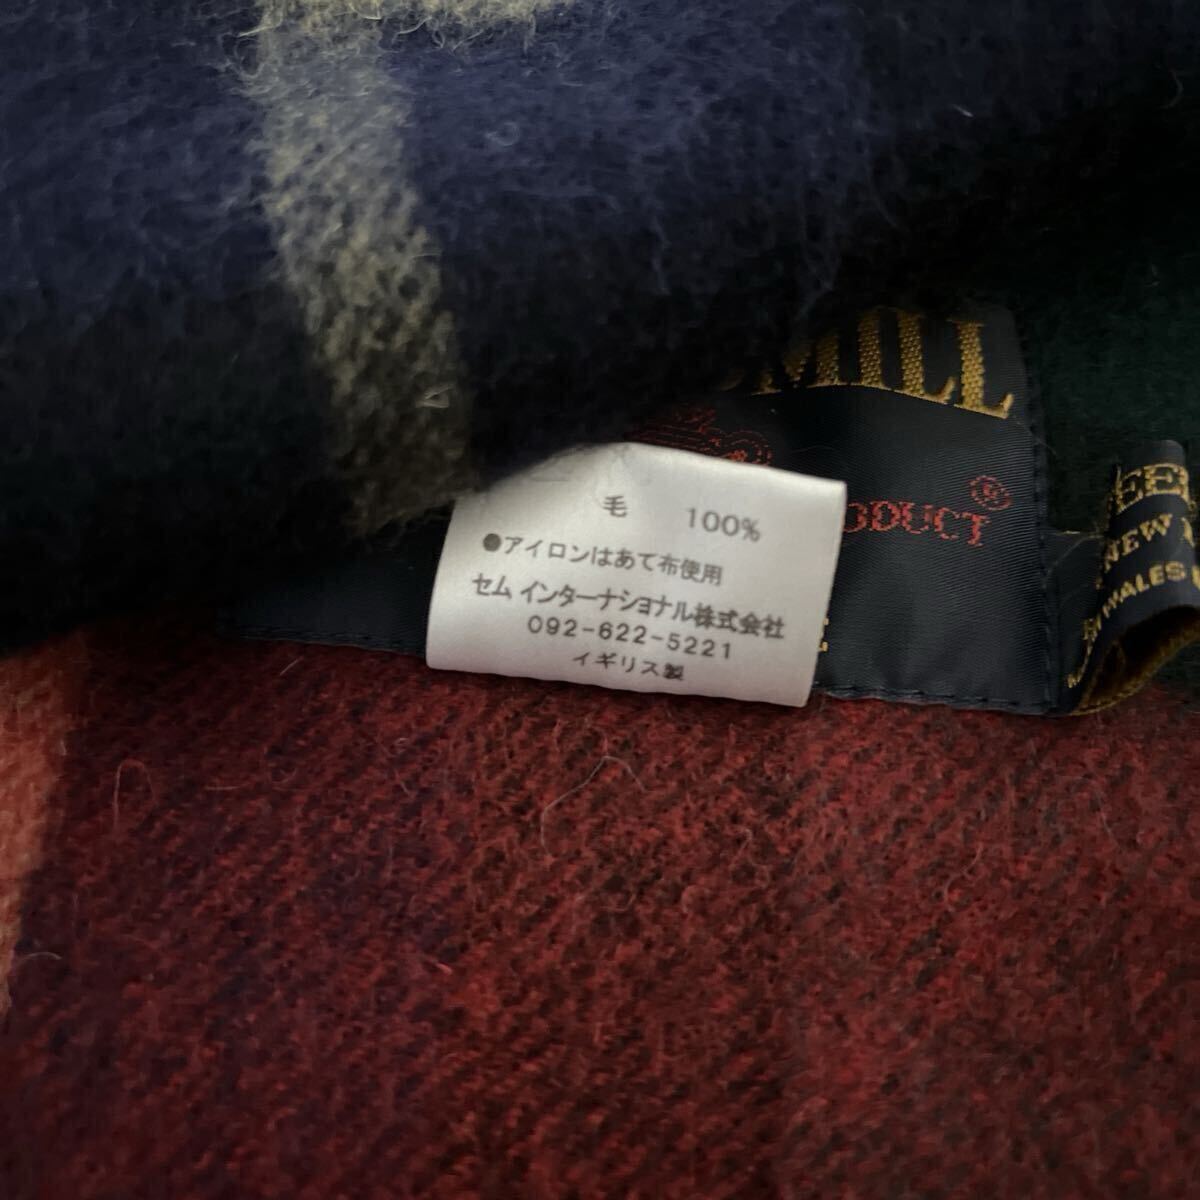 MILL
ODUCT ®
毛 100%
●アイロンはあて布使用
セム インターナショナル株式会社
092-622-5221
イギリス製
NEW